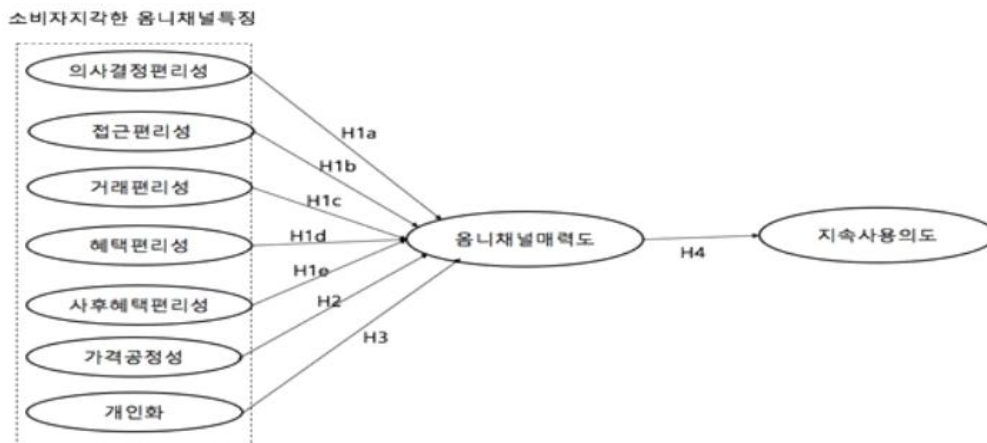 소비자지각한 옴니채널특징
의사결정편리성
접근편리성
거래편리성
혜택편리성
사후혜택편리성
가격공정성
개인화
H1a
H1b
H1c
H1d
H1e
H2
H3
옴니채널매력도
H4
지속사용의도